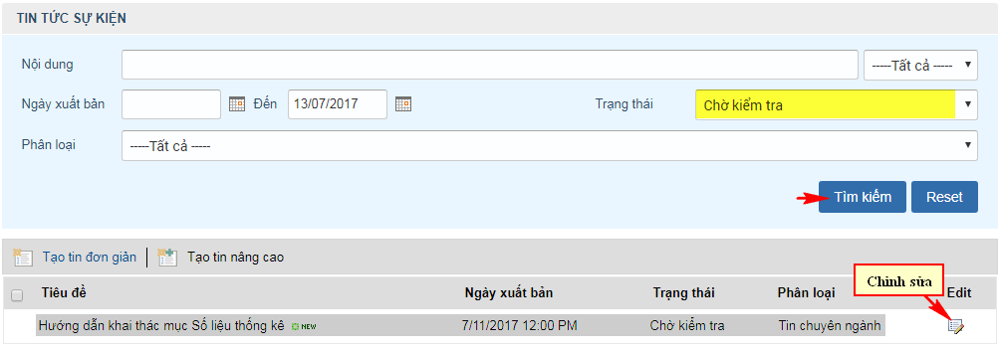 TIN TỨC SỰ KIỆN
Nội dung -----Tất cả -----
Ngày xuất bản Đến 13/07/2017 Trạng thái Chờ kiểm tra
Phân loại -----Tất cả -----
Tìm kiếm Reset
Tạo tin đơn giản Tạo tin nâng cao
Chỉnh sửa
Tiêu đề Ngày xuất bản Trạng thái Phân loại Edit
Hướng dẫn khai thác mục Số liệu thống kê NEW 7/11/2017 12:00 PM Chờ kiểm tra Tin chuyên ngành